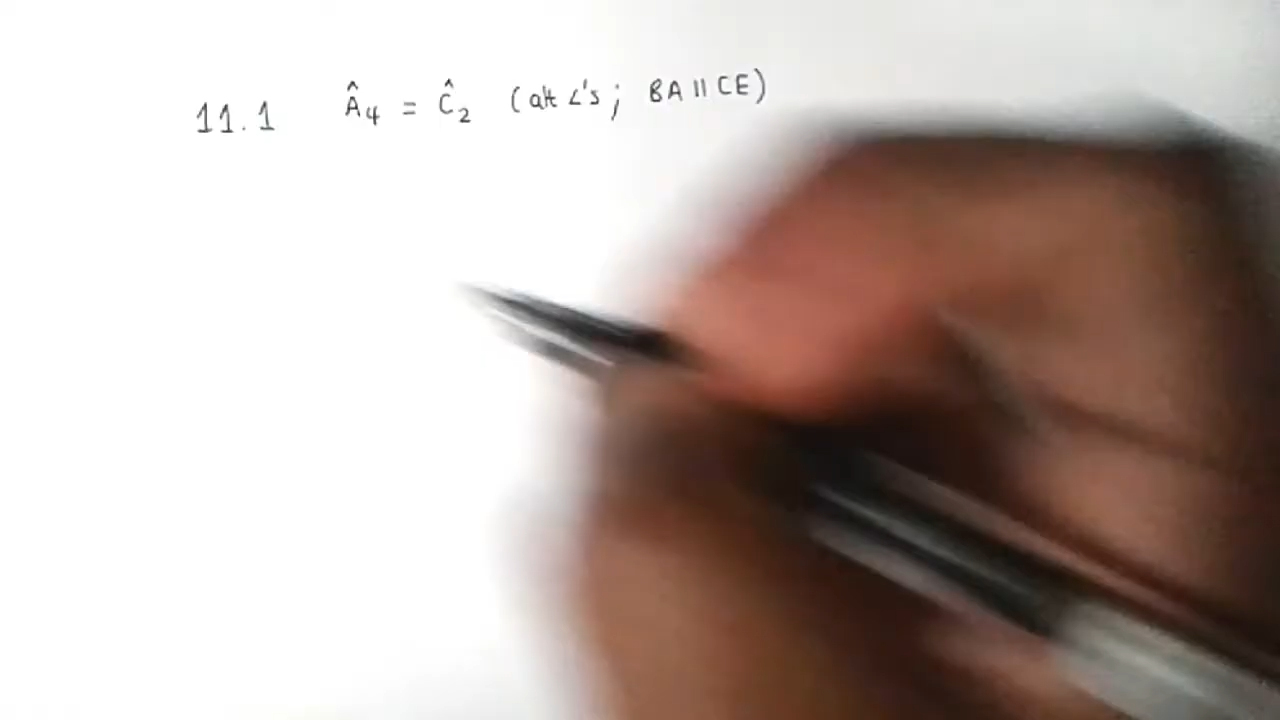 11.1 Â₄ = Ĉ₂ (alt ∠'s; BA || CE)